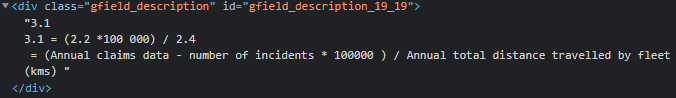 ▼<div class="gfield_description" id="gfield_description_19_19">
"3.1
3.1 = (2.2 *100 000) / 2.4
= (Annual claims data - number of incidents * 100000 ) / Annual total distance travelled by fleet
(kms) "
</div>